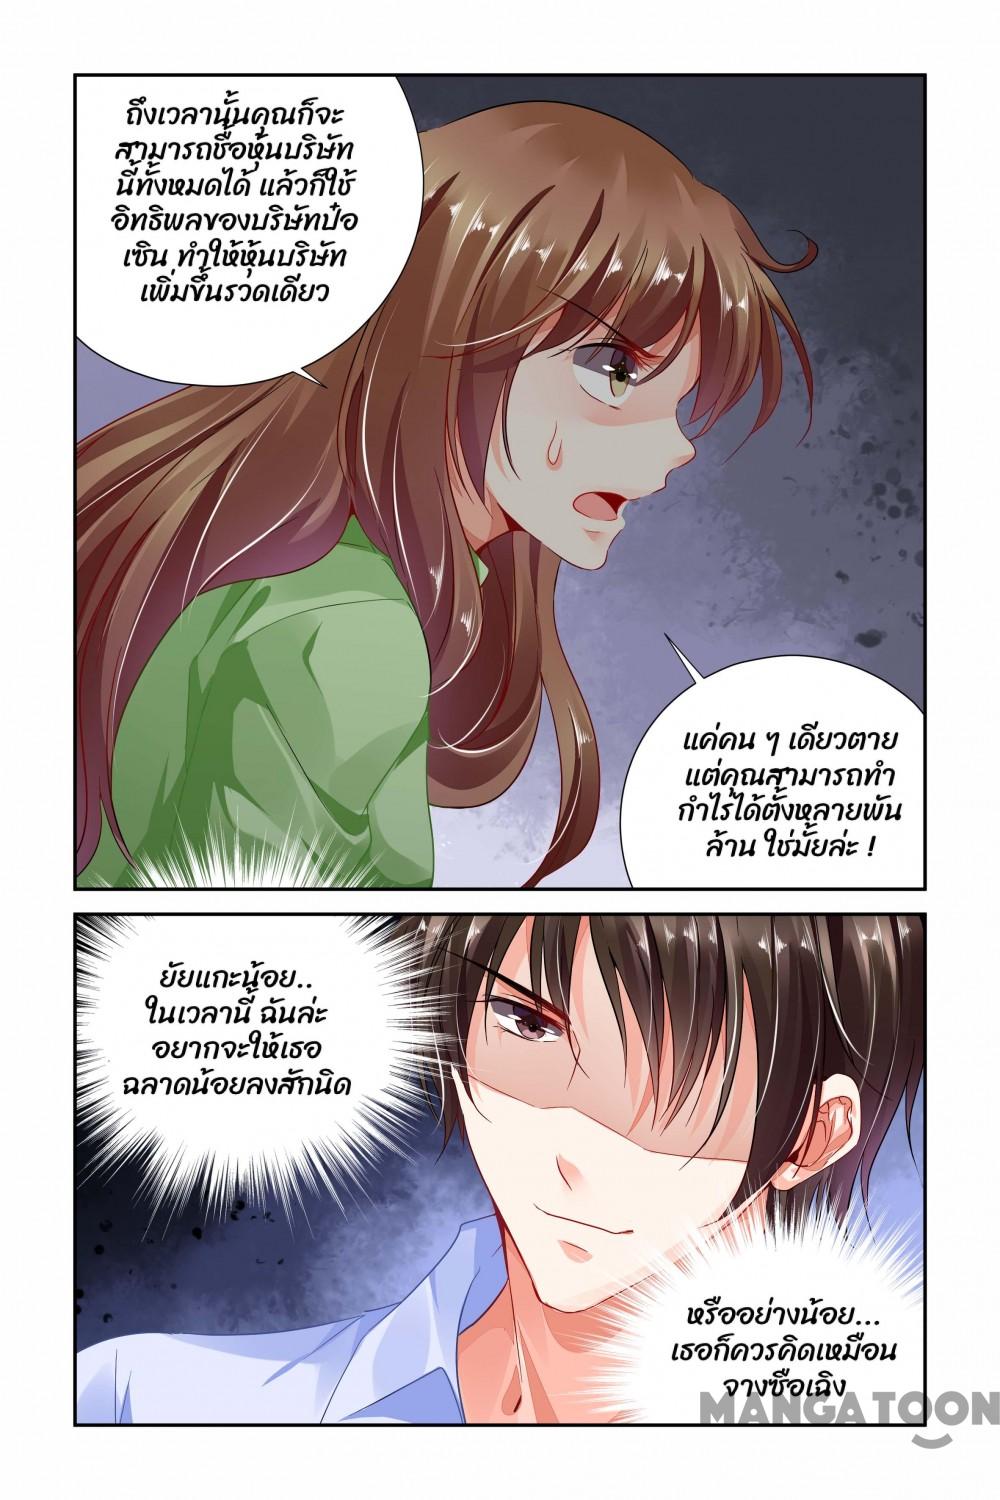 ถึงเวลานั้นคุณก็จะ
สามารถซื้อหุ้นบริษัท
นี้ทั้งหมดได้ แล้วก็ใช้
อิทธิพลของบริษัทป๋อ
เซิน ทำให้หุ้นบริษัท
เพิ่มขึ้นรวดเดียว
แค่คน ๆ เดียวตาย
แต่คุณสามารถทำ
กำไรได้ตั้งหลายพัน
ล้าน ใช่มั้ยล่ะ !
ยัยแกะน้อย..
ในเวลานี้ ฉันล่ะ
อยากจะให้เธอ
ฉลาดน้อยลงสักนิด
หรืออย่างน้อย...
เธอก็ควรคิดเหมือน
จางซือเฉิง
MANGATOON